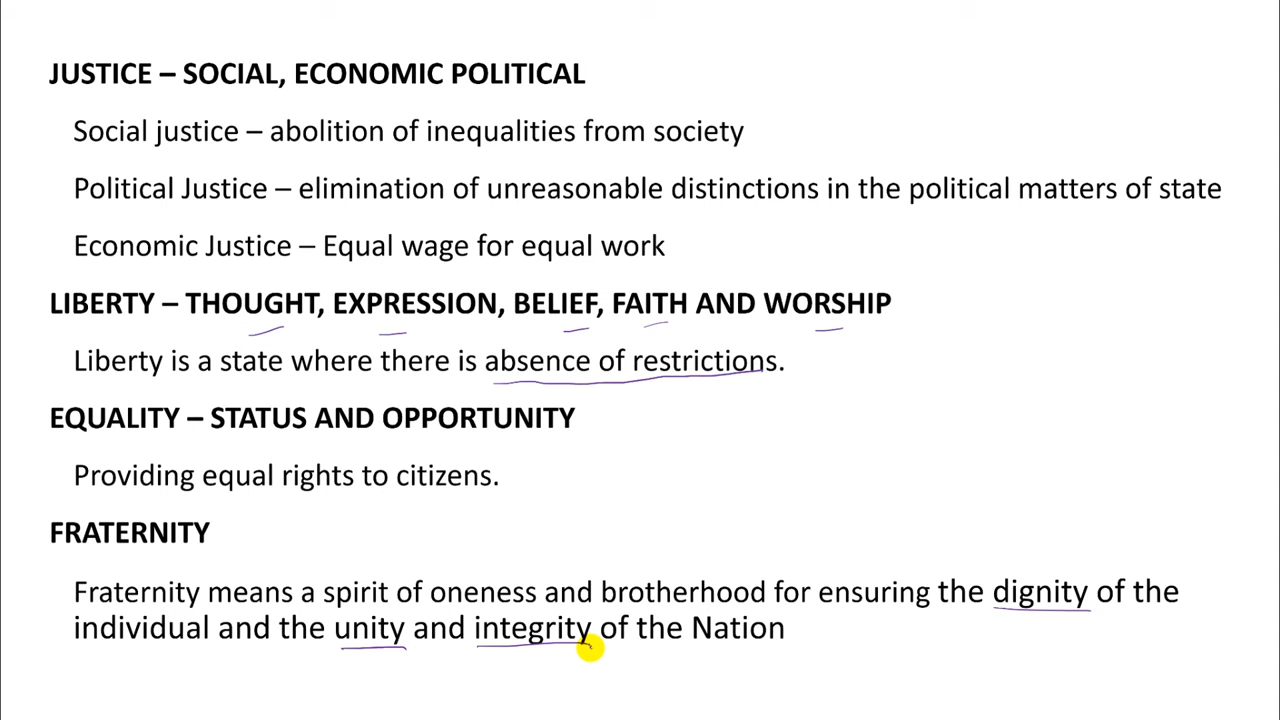 JUSTICE – SOCIAL, ECONOMIC POLITICAL
Social justice – abolition of inequalities from society
Political Justice – elimination of unreasonable distinctions in the political matters of state
Economic Justice – Equal wage for equal work
LIBERTY – THOUGHT, EXPRESSION, BELIEF, FAITH AND WORSHIP
Liberty is a state where there is absence of restrictions.
EQUALITY – STATUS AND OPPORTUNITY
Providing equal rights to citizens.
FRATERNITY
Fraternity means a spirit of oneness and brotherhood for ensuring the dignity of the
individual and the unity and integrity of the Nation